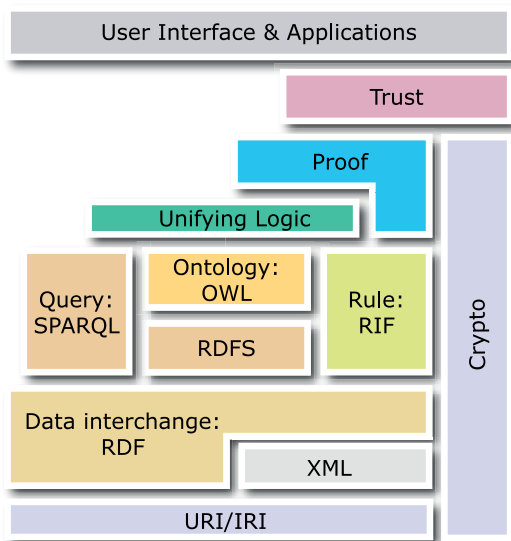 User Interface & Applications
Trust
Proof
Unifying Logic
Query:
SPARQL
Ontology:
OWL
RDFS
Rule:
RIF
Crypto
Data interchange:
RDF
XML
URI/IRI